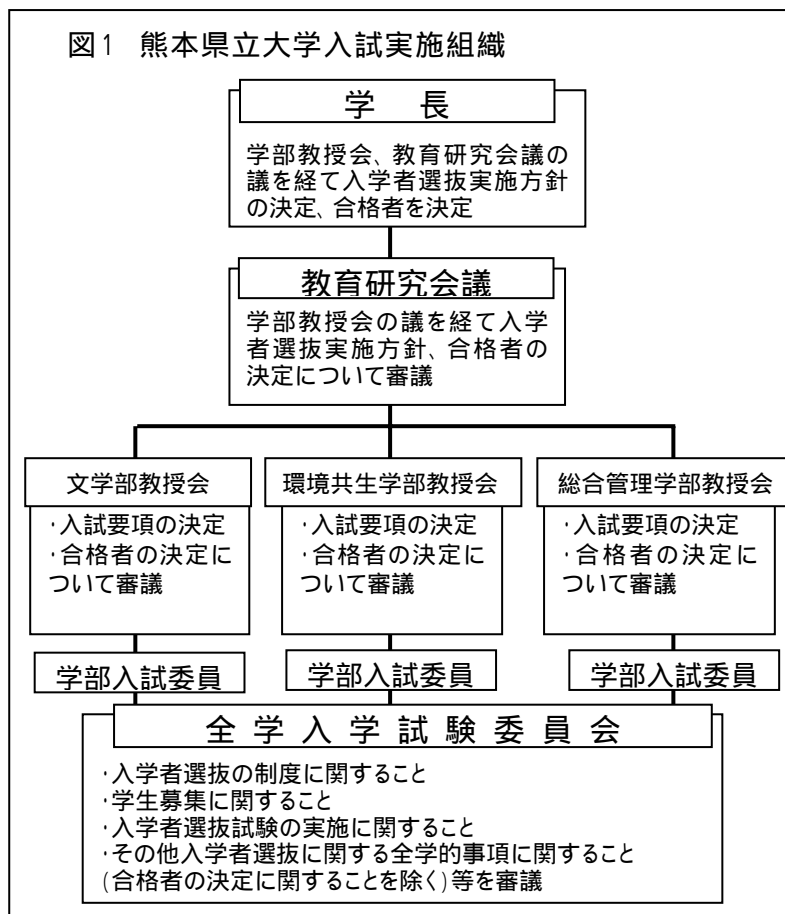 図1 熊本県立大学入試実施組織
学 長
学部教授会、教育研究会議の
議を経て入学者選抜実施方針
の決定、合格者を決定
教育研究会議
学部教授会の議を経て入学
者選抜実施方針、合格者の
決定について審議
文学部教授会
・入試要項の決定
・合格者の決定に
ついて審議
環境共生学部教授会
・入試要項の決定
・合格者の決定に
ついて審議
総合管理学部教授会
・入試要項の決定
・合格者の決定に
ついて審議
学部入試委員
学部入試委員
学部入試委員
全学入学試験委員会
・入学者選抜の制度に関すること
・学生募集に関すること
・入学者選抜試験の実施に関すること
・その他入学者選抜に関する全学的事項に関すること
(合格者の決定に関することを除く)等を審議